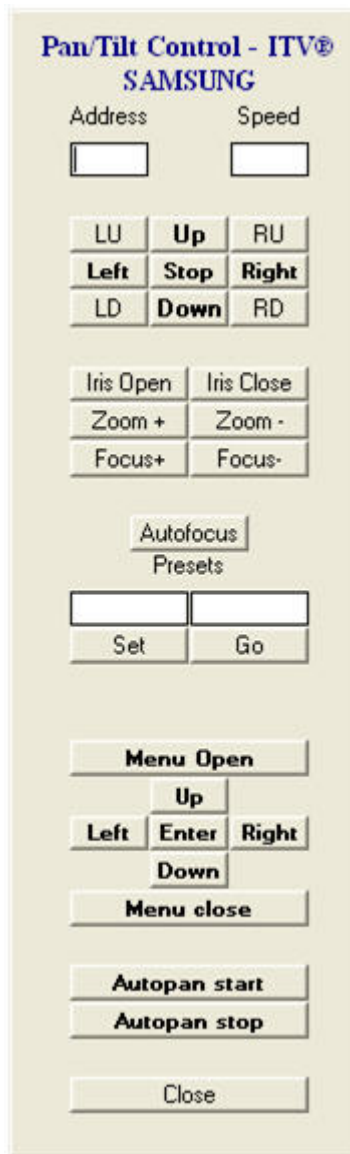 Pan/Tilt Control - ITV®
SAMSUNG
Address Speed
LU Up RU
Left Stop Right
LD Down RD
Iris Open Iris Close
Zoom + Zoom -
Focus+ Focus-
Autofocus
Presets
Set Go
Menu Open
Up
Left Enter Right
Down
Menu close
Autopan start
Autopan stop
Close